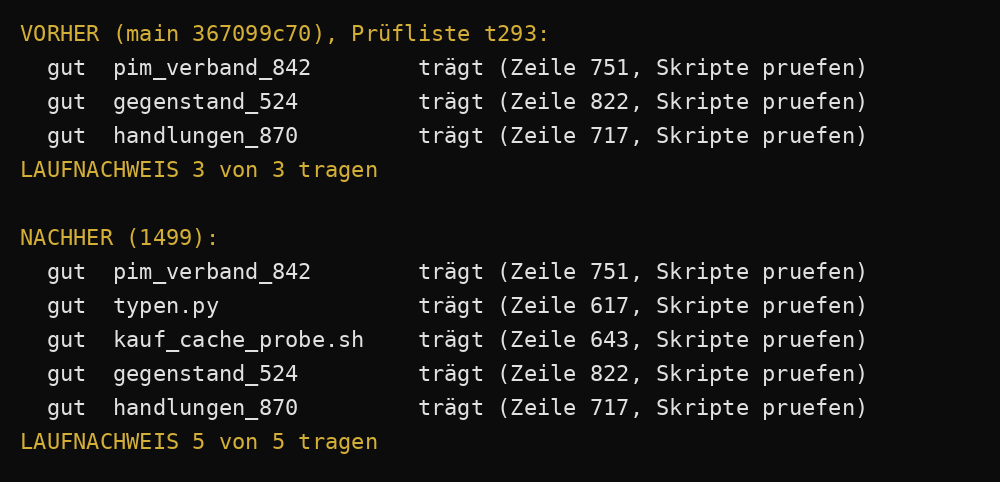 VORHER (main 367099c70), Prüfliste t293:
gut pim_verband_842 trägt (Zeile 751, Skripte pruefen)
gut gegenstand_524 trägt (Zeile 822, Skripte pruefen)
gut handlungen_870 trägt (Zeile 717, Skripte pruefen)
LAUFNACHWEIS 3 von 3 tragen
NACHHER (1499):
gut pim_verband_842 trägt (Zeile 751, Skripte pruefen)
gut typen.py trägt (Zeile 617, Skripte pruefen)
gut kauf_cache_probe.sh trägt (Zeile 643, Skripte pruefen)
gut gegenstand_524 trägt (Zeile 822, Skripte pruefen)
gut handlungen_870 trägt (Zeile 717, Skripte pruefen)
LAUFNACHWEIS 5 von 5 tragen